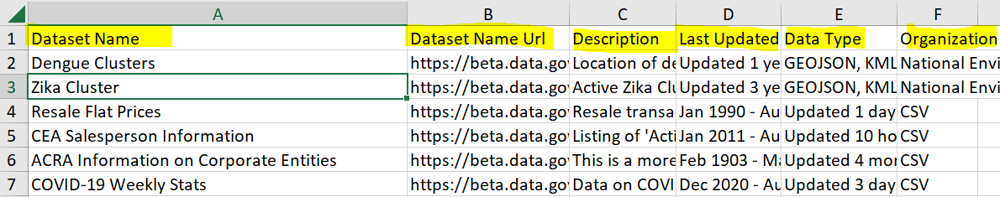 A B C D E F
1 Dataset Name Dataset Name Url Description Last Updated Data Type Organization
2 Dengue Clusters https://beta.data.gov Location of de Updated 1 ye GEOJSON, KML National Envi
3 Zika Cluster https://beta.data.gov Active Zika Clu Updated 3 ye GEOJSON, KML National Envi
4 Resale Flat Prices https://beta.data.gov Resale transa Jan 1990 - Au Updated 1 day CSV
5 CEA Salesperson Information https://beta.data.gov Listing of 'Acti Jan 2011 - Au Updated 10 ho CSV
6 ACRA Information on Corporate Entities https://beta.data.gov This is a more Feb 1903 - Ma Updated 4 mon CSV
7 COVID-19 Weekly Stats https://beta.data.gov Data on COVI Dec 2020 - Au Updated 3 day CSV